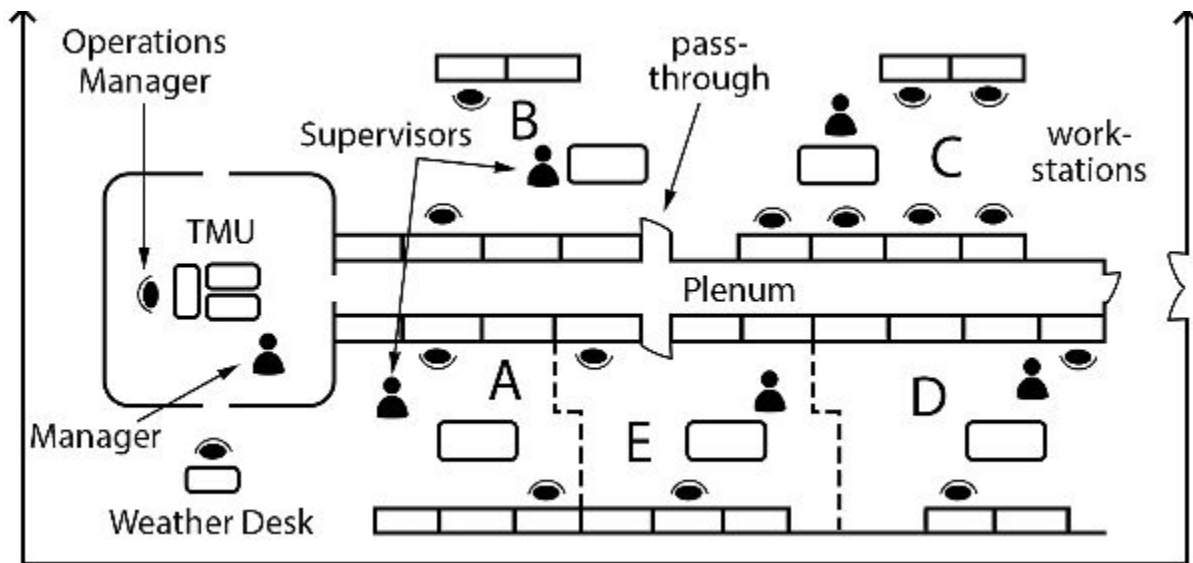 Operations
Manager
pass-
through
Supervisors
B
C
work-
stations
TMU
Plenum
A
E
D
Manager
Weather Desk